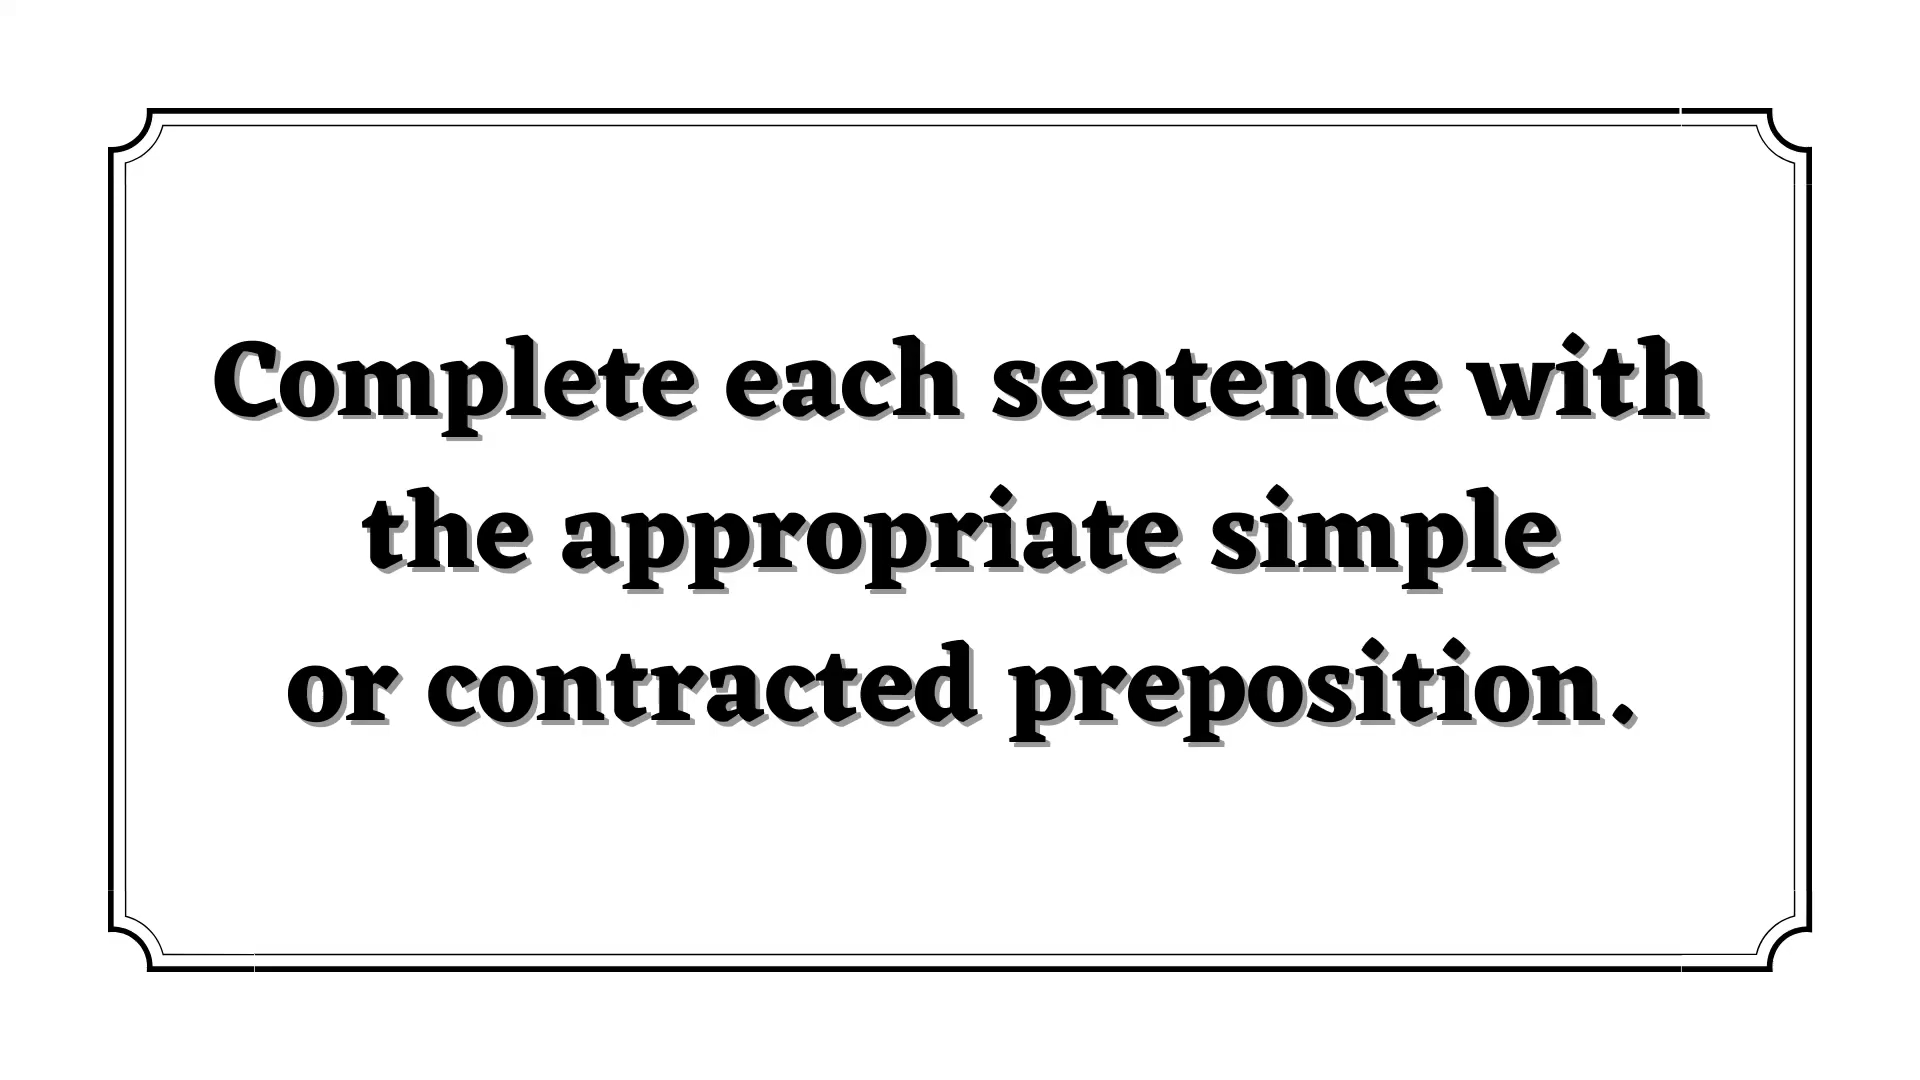 Complete each sentence with
the appropriate simple
or contracted preposition.